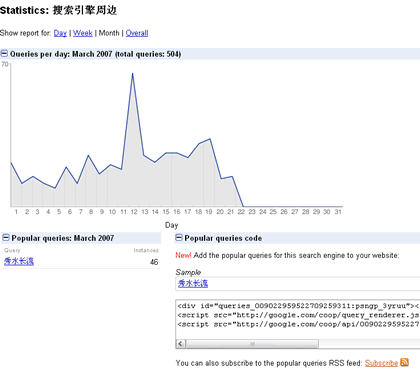 Statistics: 搜索引擎周边
Show report for: Day | Week | Month | Overall
Queries per day: March 2007 (total queries: 504)
70
1 2 3 4 5 6 7 8 9 10 11 12 13 14 15 16 17 18 19 20 21 22 23 24 25 26 27 28 29 30 31
Day
Popular queries: March 2007
Query Instances
秀水长流 46
Popular queries code
New! Add the popular queries for this search engine to your website:
Sample
秀水长流
<div id="queries_009022959522709259311:psngp_3yruu"><
<script src="http://google.com/coop/query_renderer.js
<script src="http://google.com/coop/api/0090229595227
You can also subscribe to the popular queries RSS feed: Subscribe